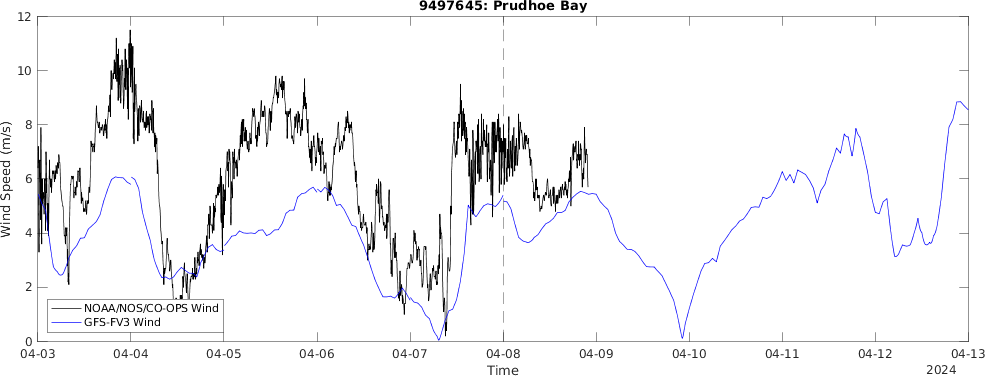 9497645: Prudhoe Bay
Wind Speed (m/s)
12
10
8
6
4
2
0
NOAA/NOS/CO-OPS Wind
GFS-FV3 Wind
04-03 04-04 04-05 04-06 04-07 04-08 04-09 04-10 04-11 04-12 04-13
Time
2024